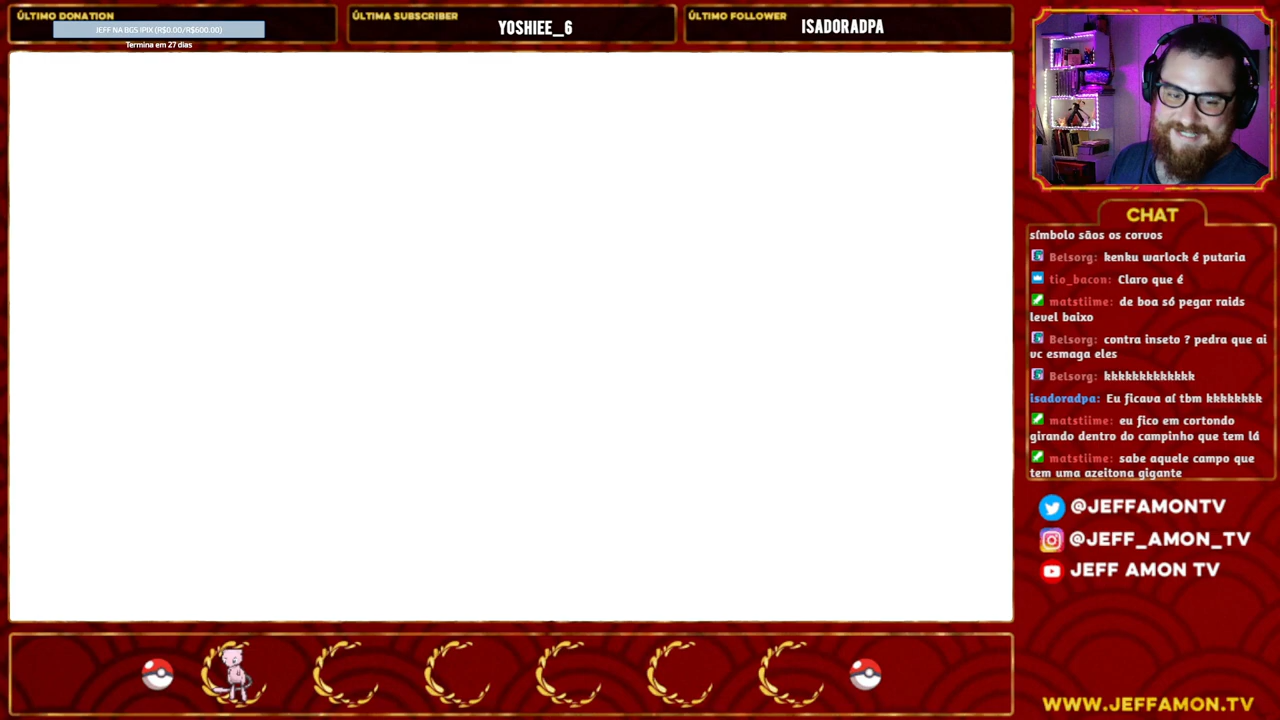 ÚLTIMO DONATION
JEFF NA BGS !PIX (R$0.00/R$600.00)
Termina em 27 dias
ÚLTIMA SUBSCRIBER
YOSHIEE_6
ÚLTIMO FOLLOWER
ISADORADPA
CHAT
símbolo sãos os corvos
Belsorg: kenku warlock é putaria
tio_bacon: Claro que é
matstiime: de boa só pegar raids
level baixo
Belsorg: contra inseto ? pedra que ai
vc esmaga eles
Belsorg: kkkkkkkkkkkkk
isadoradpa: Eu ficava aí tbm kkkkkkkk
matstiime: eu fico em cortondo
girando dentro do campinho que tem lá
matstiime: sabe aquele campo que
tem uma azeitona gigante
@JEFFAMONTV
@JEFF_AMON_TV
JEFF AMON TV
WWW.JEFFAMON.TV